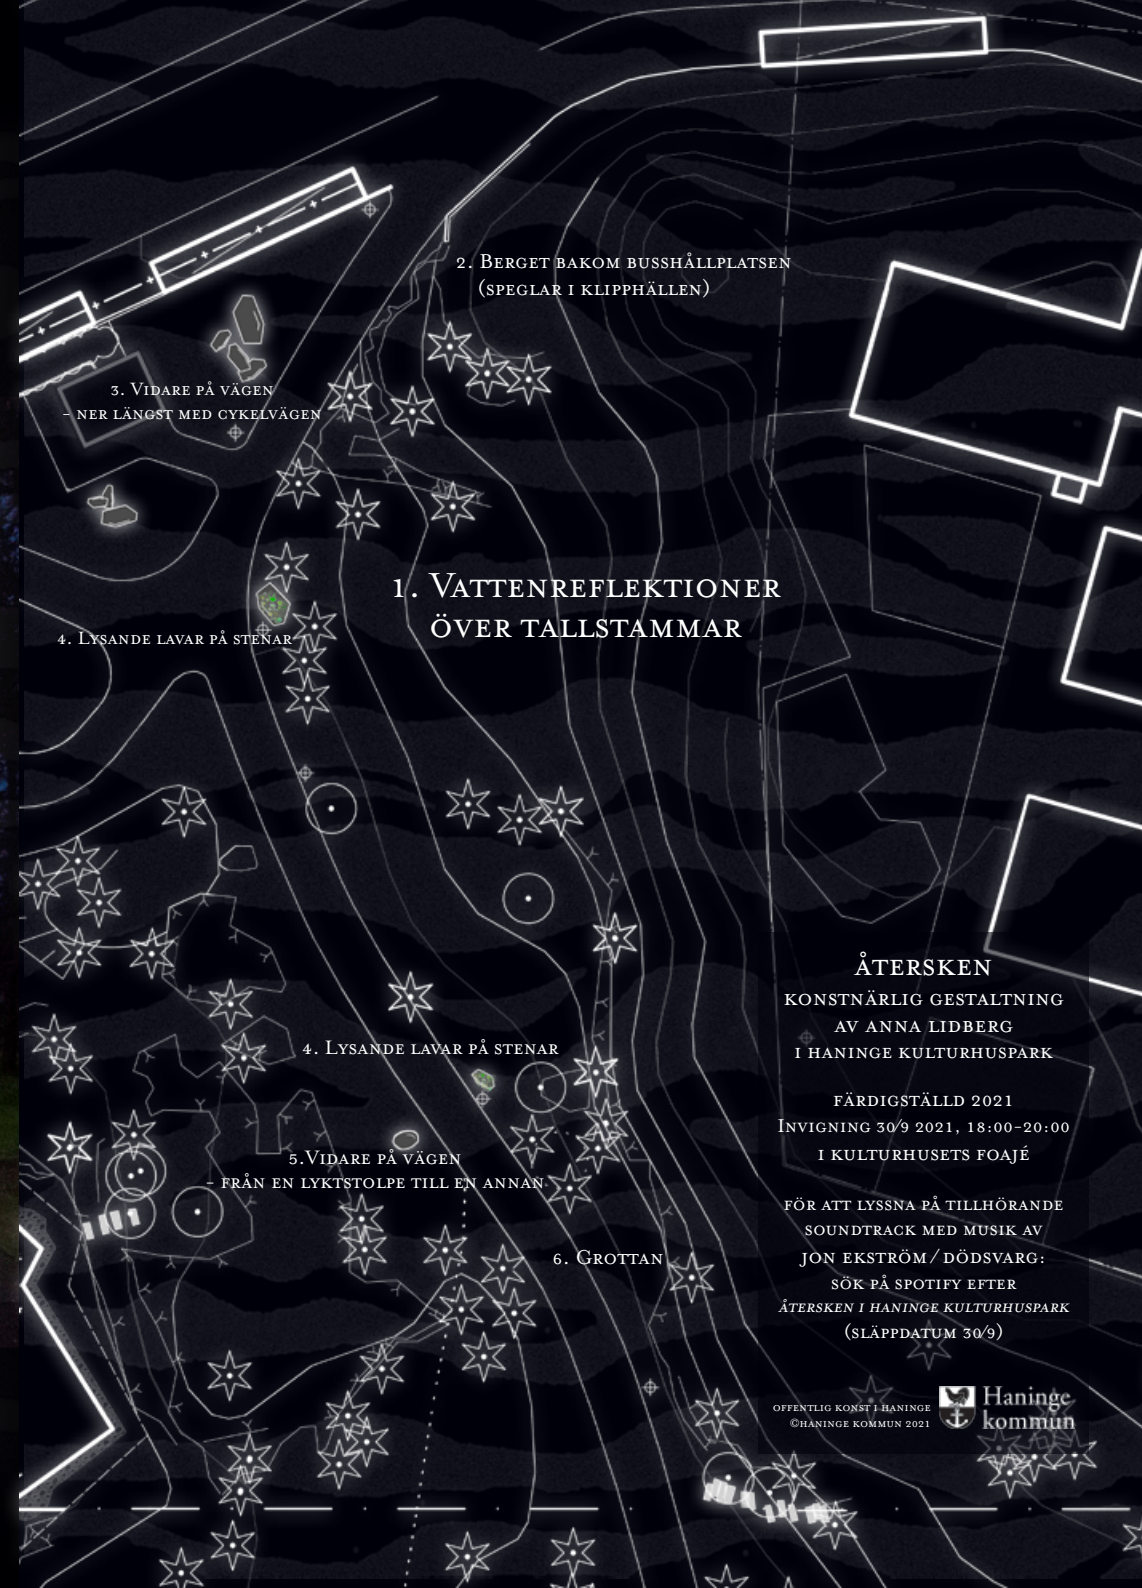 2. Berget bakom busshållplatsen
(speglar i klipphällen)
3. Vidare på vägen
- ner längst med cykelvägen
1. Vattenreflektioner
över tallstammar
4. Lysande lavar på stenar
4. Lysande lavar på stenar
5.Vidare på vägen
- från en lyktstolpe till en annan
6. Grottan
ÅTERSKEN
KONSTNÄRLIG GESTALTNING
AV ANNA LIDBERG
I HANINGE KULTURHUSPARK
FÄRDIGSTÄLLD 2021
Invigning 30/9 2021, 18:00-20:00
I KULTURHUSETS FOAJÉ
FÖR ATT LYSSNA PÅ TILLHÖRANDE
SOUNDTRACK MED MUSIK AV
JON EKSTRÖM/DÖDSVARG:
SÖK PÅ SPOTIFY EFTER
ÅTERSKEN I HANINGE KULTURHUSPARK
(SLÄPPDATUM 30/9)
OFFENTLIG KONST I HANINGE
©HANINGE KOMMUN 2021
Haninge
kommun